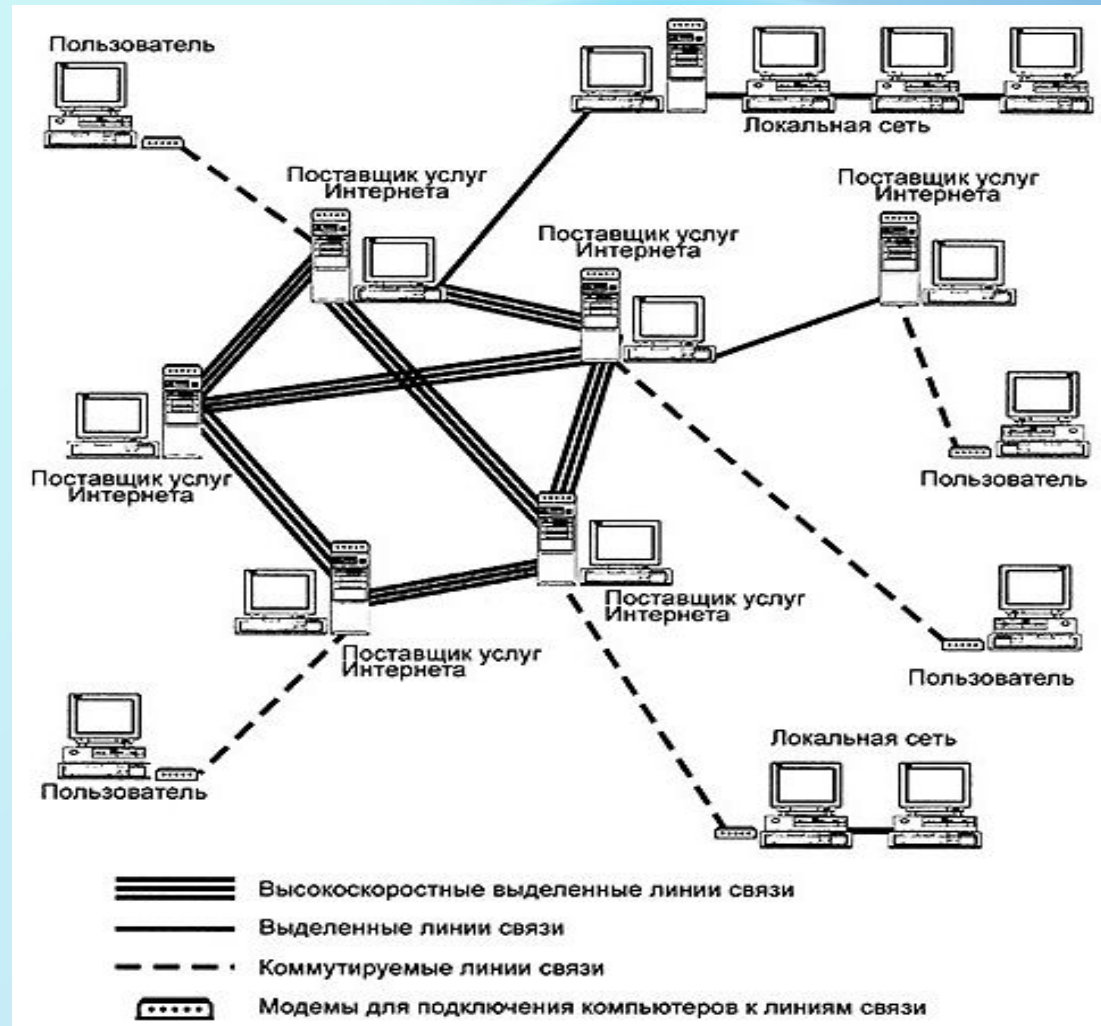 Пользователь
Локальная сеть
Поставщик услуг
Интернета
Поставщик услуг
Интернета
Поставщик услуг
Интернета
Поставщик услуг
Интернета
Пользователь
Поставщик услуг
Интернета
Поставщик услуг
Интернета
Пользователь
Пользователь
Локальная сеть
Высокоскоростные выделенные линии связи
Выделенные линии связи
Коммутируемые линии связи
Модемы для подключения компьютеров к линиям связи